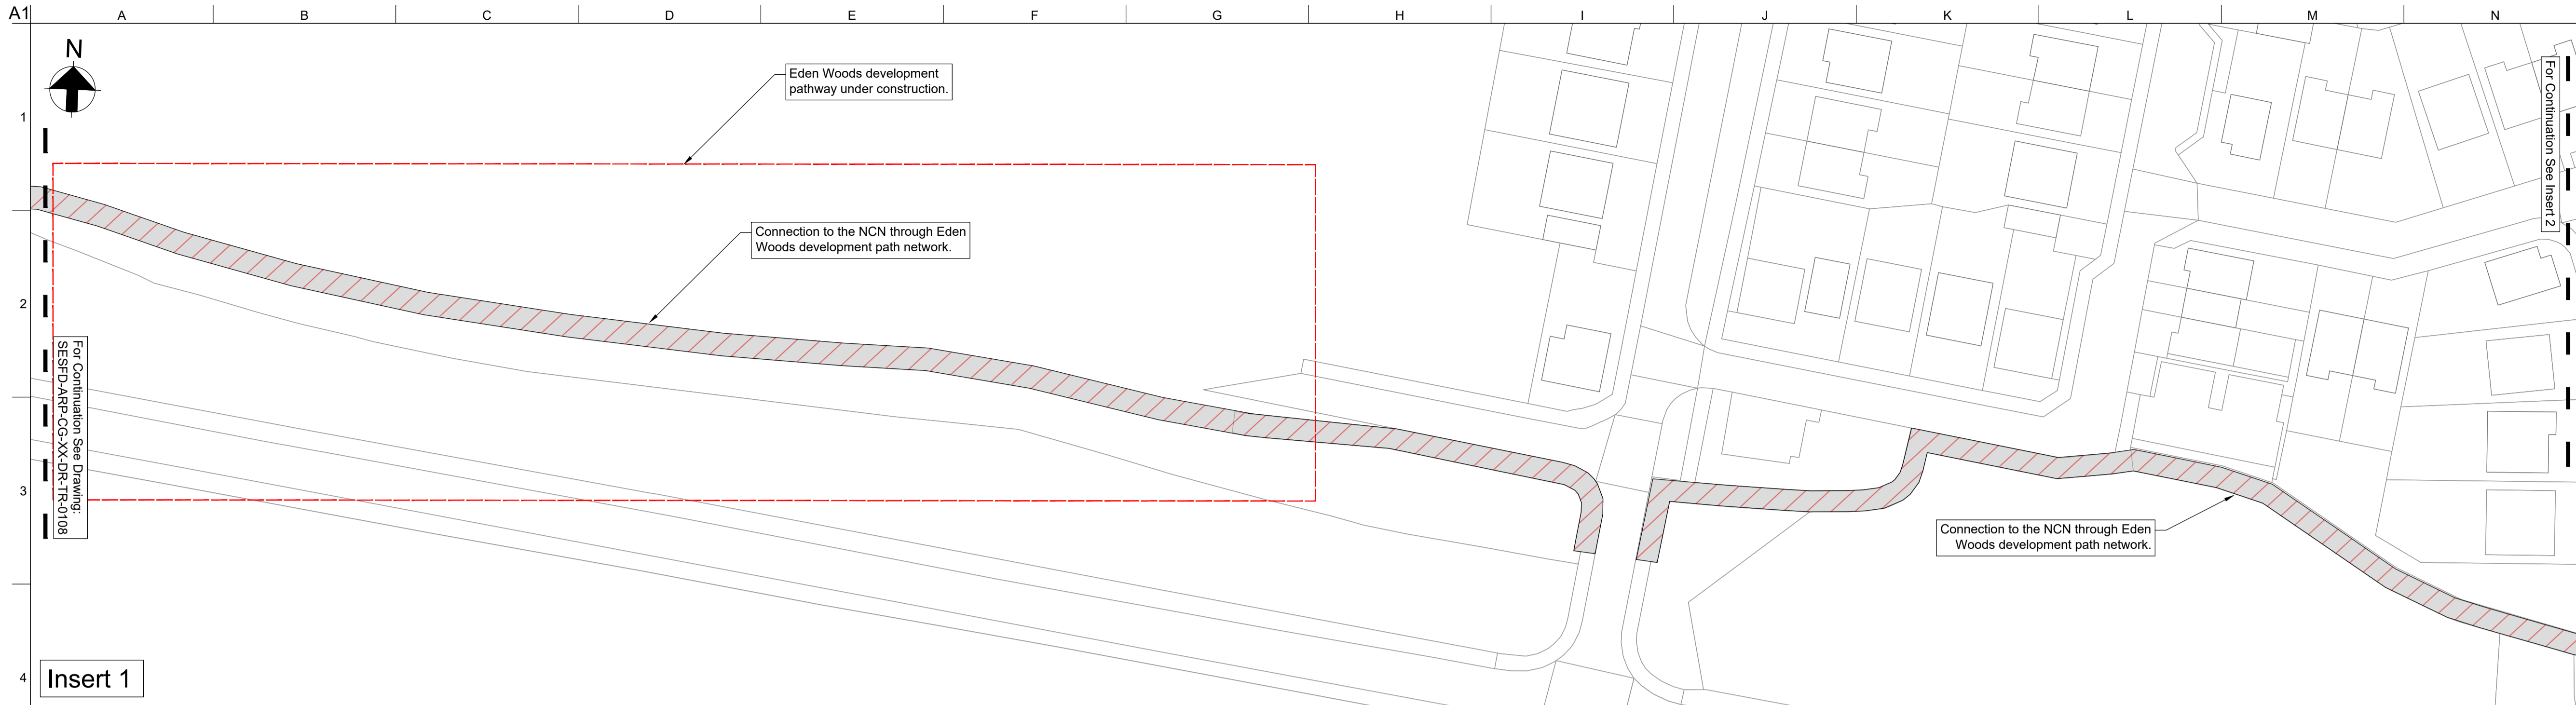 A1
A B C D E F G H I J K L M N
N
1
2
3
4
Eden Woods development
pathway under construction.
Connection to the NCN through Eden
Woods development path network.
For Continuation See Drawing:
SESFD-ARP-CG-XX-DR-TR-0108
For Continuation See Insert 2
Connection to the NCN through Eden
Woods development path network.
Insert 1